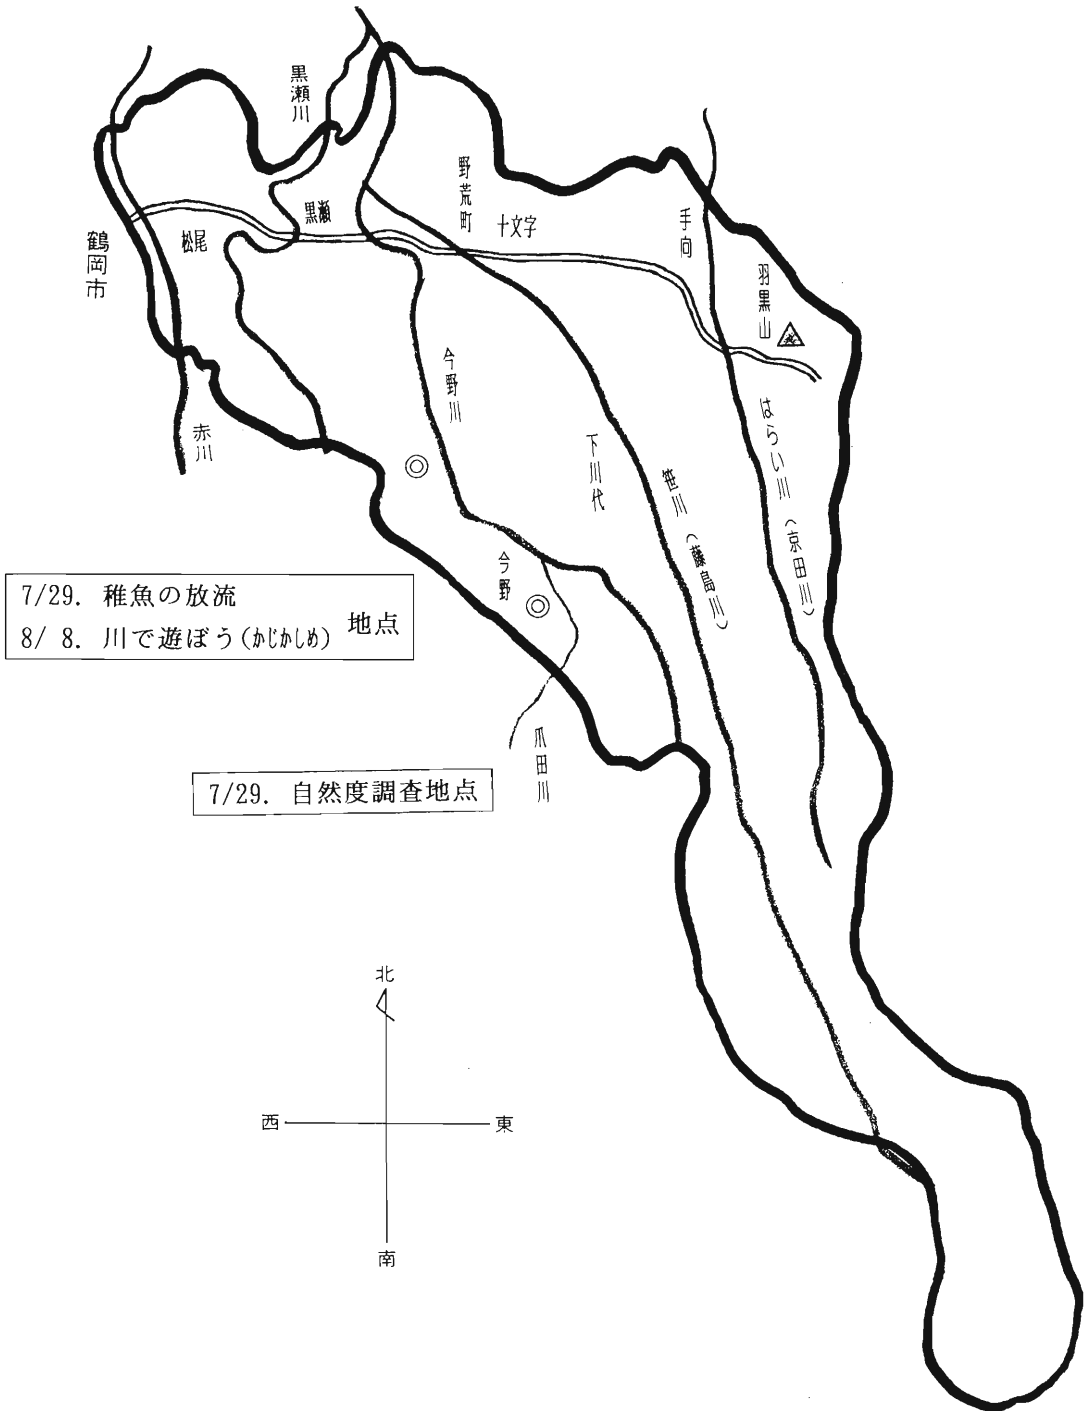 黒瀬川
鶴岡市
松尾
黒瀬
野荒町
十文字
手向
羽黒山
赤川
今野川
下川代
笹川(藤島川)
はらい川(京田川)
今野
爪田川
7/29. 稚魚の放流
8/ 8. 川で遊ぼう(かじかしめ)
地点
7/29. 自然度調査地点
北
西
東
南